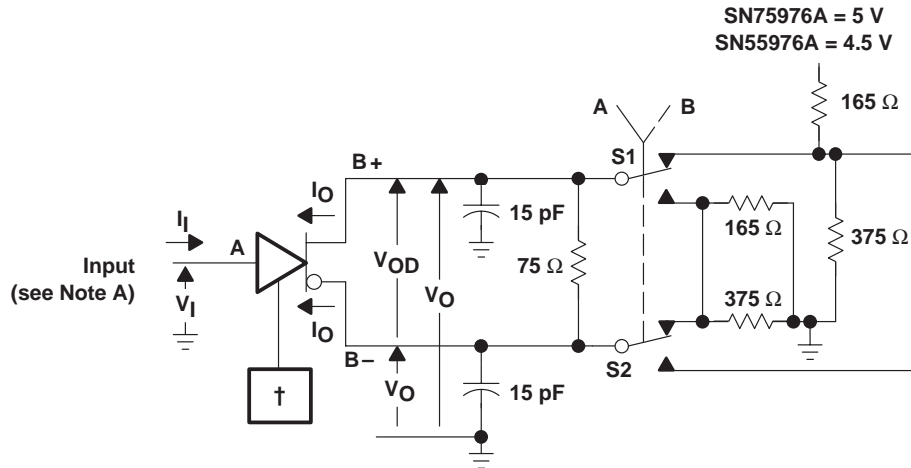 SN75976A = 5 V
SN55976A = 4.5 V
165 Ω
A
B
S1
B+
IO
15 pF
165 Ω
II
A
375 Ω
Input
(see Note A)
VOD
75 Ω
VO
VI
375 Ω
IO
B−
S2
VO
15 pF
†